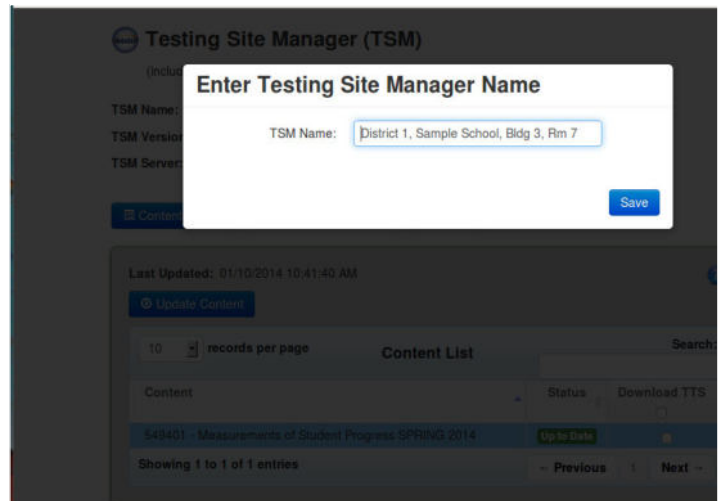 Testing Site Manager (TSM)
(includ
Enter Testing Site Manager Name
TSM Name:
TSM Name: District 1, Sample School, Bldg 3, Rm 7
TSM Version
TSM Server:
Save
Content
Last Updated: 01/10/2014 10:41:40 AM
Update Content
10 records per page Content List Search:
Content Status Download TTS
549401 - Measurements of Student Progress SPRING 2014 Up to Date
Showing 1 to 1 of 1 entries ← Previous 1 Next →